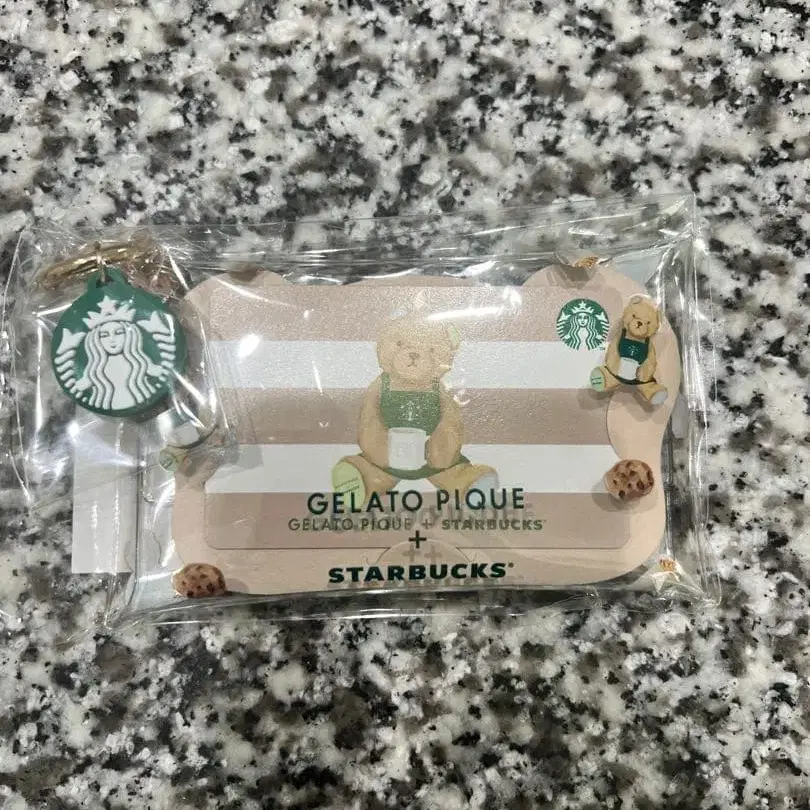 GELATO PIQUE
GELATO PIQUE + STARBUCKS®
+
STARBUCKS®